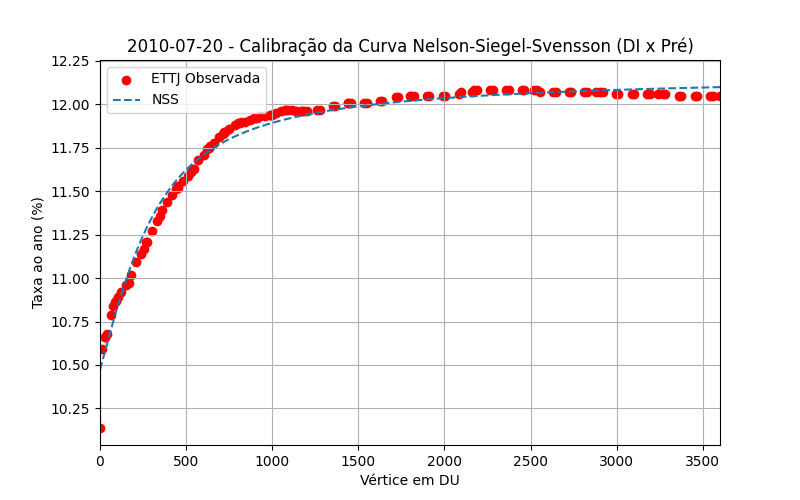 2010-07-20 - Calibração da Curva Nelson-Siegel-Svensson (DI x Pré)
ETTJ Observada
NSS
Taxa ao ano (%)
12.25
12.00
11.75
11.50
11.25
11.00
10.75
10.50
10.25
0 500 1000 1500 2000 2500 3000 3500
Vértice em DU